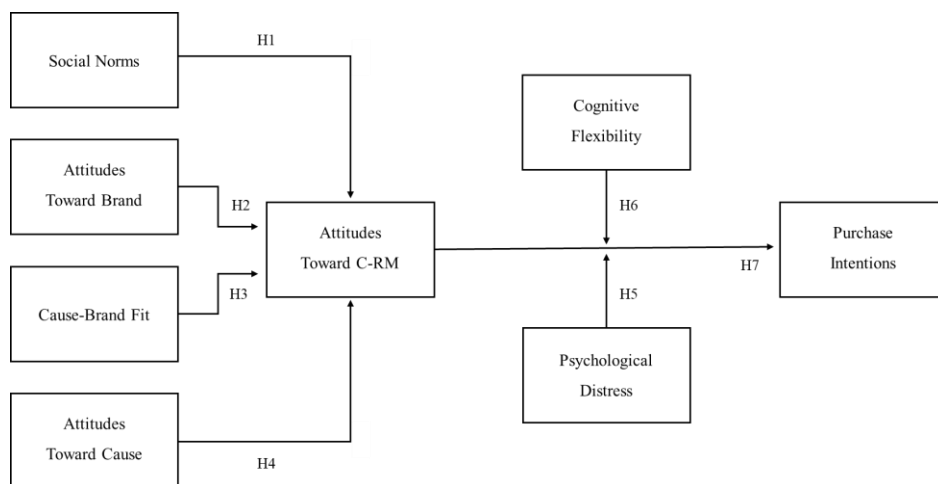 H1
Social Norms
Cognitive
Flexibility
Attitudes
Toward Brand
H2
H6
Attitudes
Toward C-RM
Purchase
Intentions
H7
Cause-Brand Fit
H3
H5
Psychological
Distress
Attitudes
Toward Cause
H4